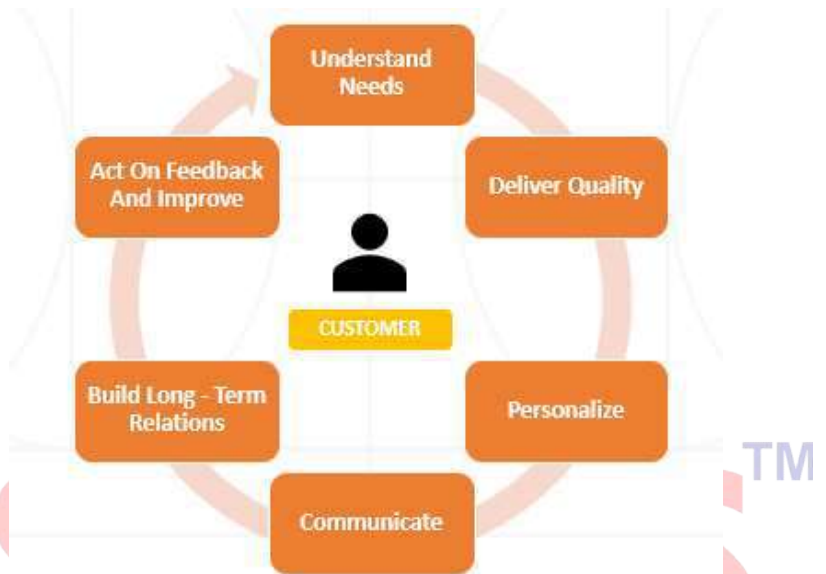 Understand
Needs
Deliver Quality
Personalize
Communicate
Build Long - Term
Relations
Act On Feedback
And Improve
CUSTOMER
TM